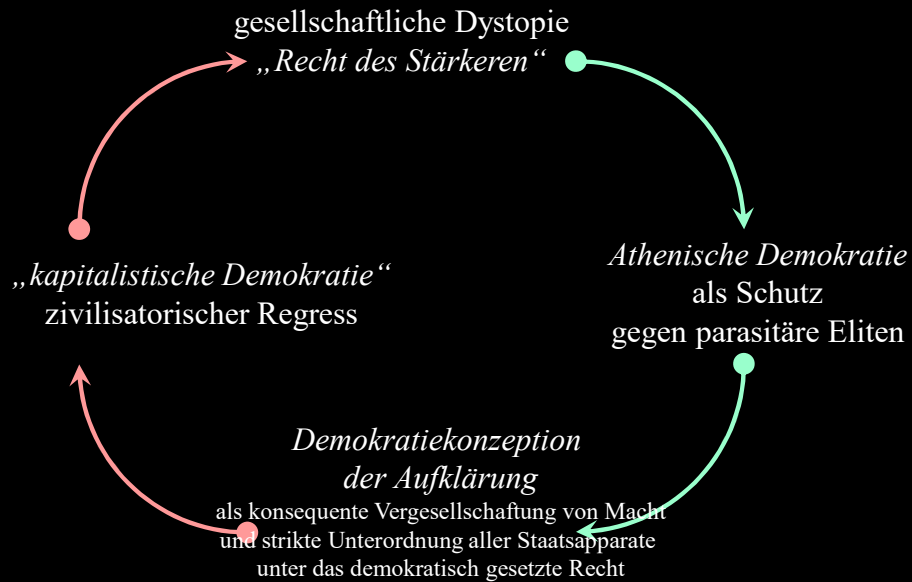 gesellschaftliche Dystopie
„Recht des Stärkeren“
Athenische Demokratie
als Schutz
gegen parasitäre Eliten
Demokratiekonzeption
der Aufklärung
als konsequente Vergesellschaftung von Macht
und strikte Unterordnung aller Staatsapparate
unter das demokratisch gesetzte Recht
„kapitalistische Demokratie“
zivilisatorischer Regress